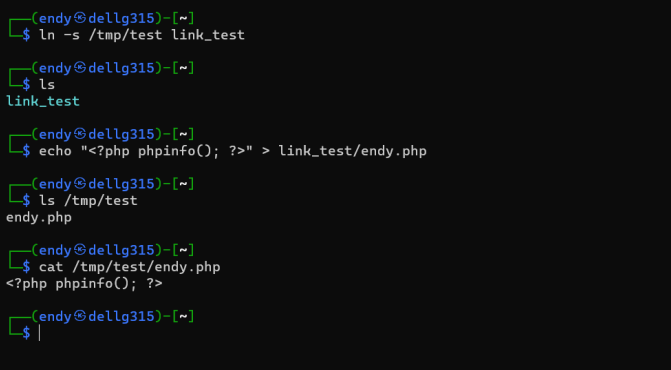 ┌──(endy㉿dellg315)-[~]
└─$ ln -s /tmp/test link_test
┌──(endy㉿dellg315)-[~]
└─$ ls
link_test
┌──(endy㉿dellg315)-[~]
└─$ echo "<?php phpinfo(); ?>" > link_test/endy.php
┌──(endy㉿dellg315)-[~]
└─$ ls /tmp/test
endy.php
┌──(endy㉿dellg315)-[~]
└─$ cat /tmp/test/endy.php
<?php phpinfo(); ?>
┌──(endy㉿dellg315)-[~]
└─$